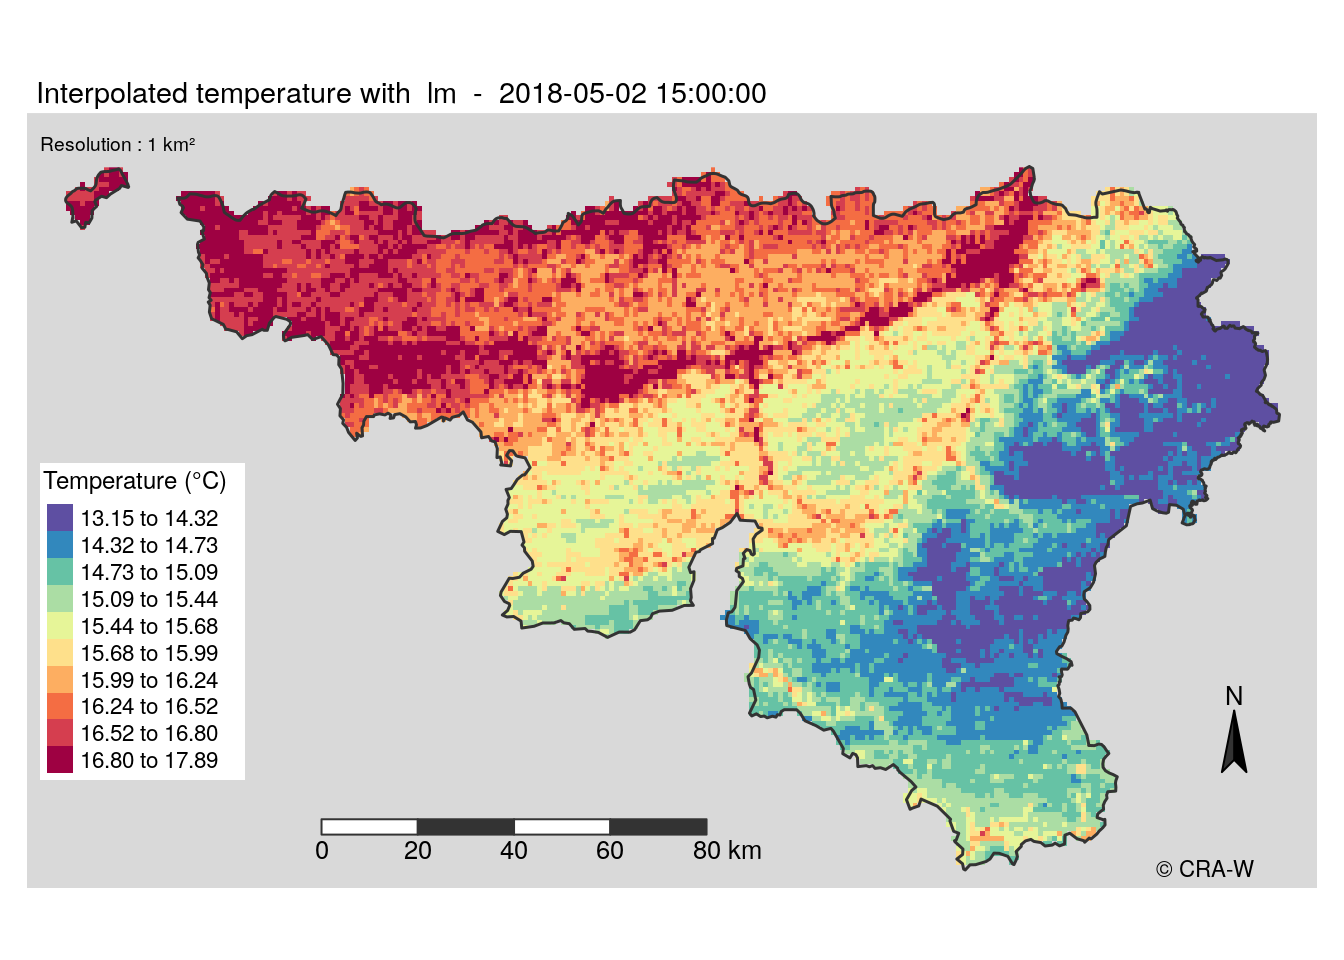 Interpolated temperature with  lm  -  2018-05-02 15:00:00
Resolution : 1 km²
Temperature (°C)
13.15 to 14.32
14.32 to 14.73
14.73 to 15.09
15.09 to 15.44
15.44 to 15.68
15.68 to 15.99
15.99 to 16.24
16.24 to 16.52
16.52 to 16.80
16.80 to 17.89
N
0 20 40 60 80 km
© CRA-W